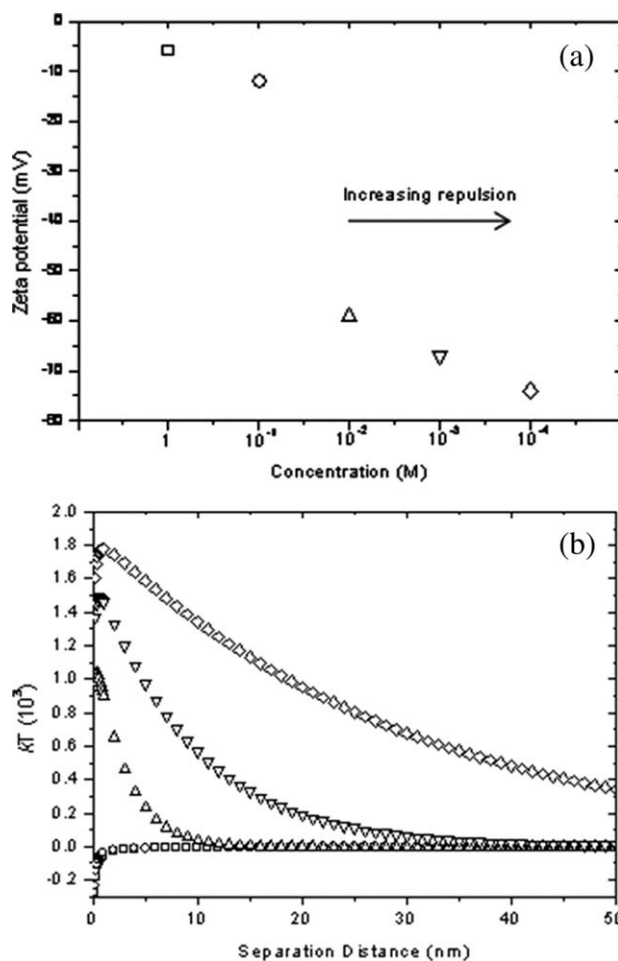 (a)
0
-10
-20
-30
-40
-50
-60
-70
-80
Zeta potential (mV)
Increasing repulsion
1 10⁻¹ 10⁻² 10⁻³ 10⁻⁴
Concentration (M)
(b)
2.0
1.8
1.6
1.4
1.2
1.0
0.8
0.6
0.4
0.2
0.0
-0.2
KT (10³)
0 10 20 30 40 50
Separation Distance (nm)